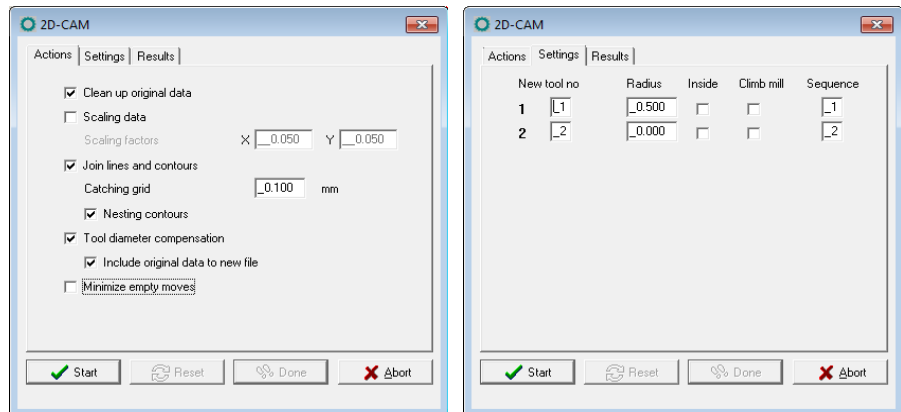 2D-CAM
Actions Settings Results
Clean up original data
Scaling data
Scaling factors X __0.050 Y __0.050
Join lines and contours
Catching grid _0.100 mm
Nesting contours
Tool diameter compensation
Include original data to new file
Minimize empty moves
Start Reset Done Abort
2D-CAM
Actions Settings Results
New tool no Radius Inside Climb mill Sequence
1 _1 _0.500 _1
2 _2 _0.000 _2
Start Reset Done Abort